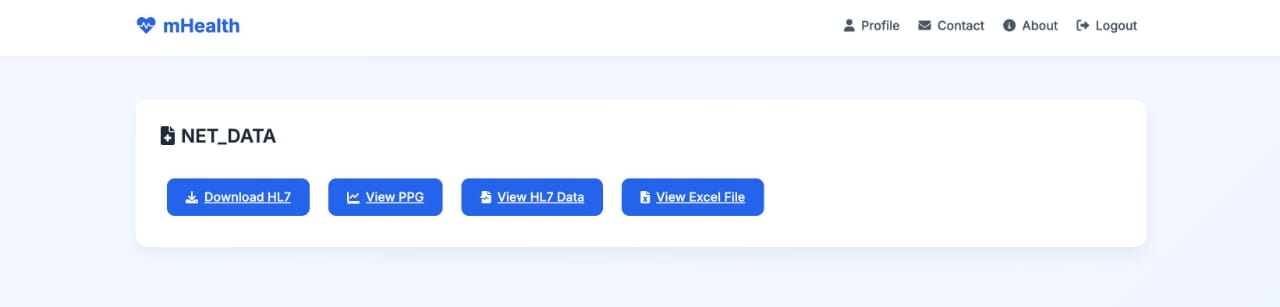 mHealth
Profile Contact About Logout
NET_DATA
Download HL7 View PPG View HL7 Data View Excel File